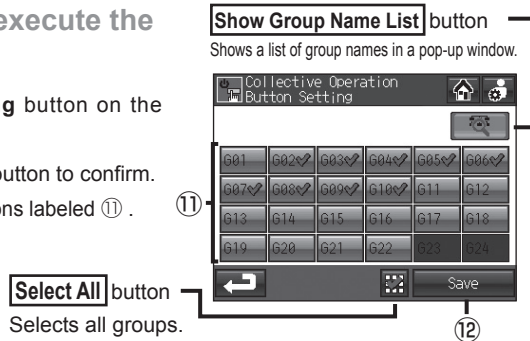 execute the
Show Group Name List button
Shows a list of group names in a pop-up window.
g button on the
button to confirm.
ons labeled ⑪ .
Collective Operation
Button Setting
G01 G02 G03 G04 G05 G06
G07 G08 G09 G10 G11 G12
G13 G14 G15 G16 G17 G18
G19 G20 G21 G22 G23 G24
⑪
Select All button
Selects all groups.
Save
⑫